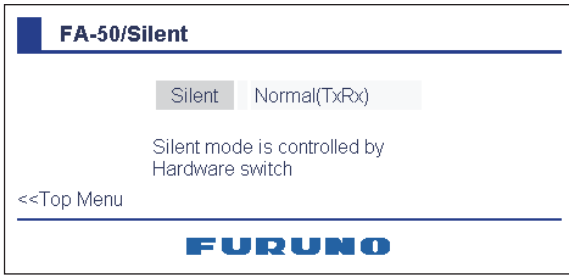 FA-50/Silent
Silent Normal(TxRx)
Silent mode is controlled by
Hardware switch
<<Top Menu
FURUNO